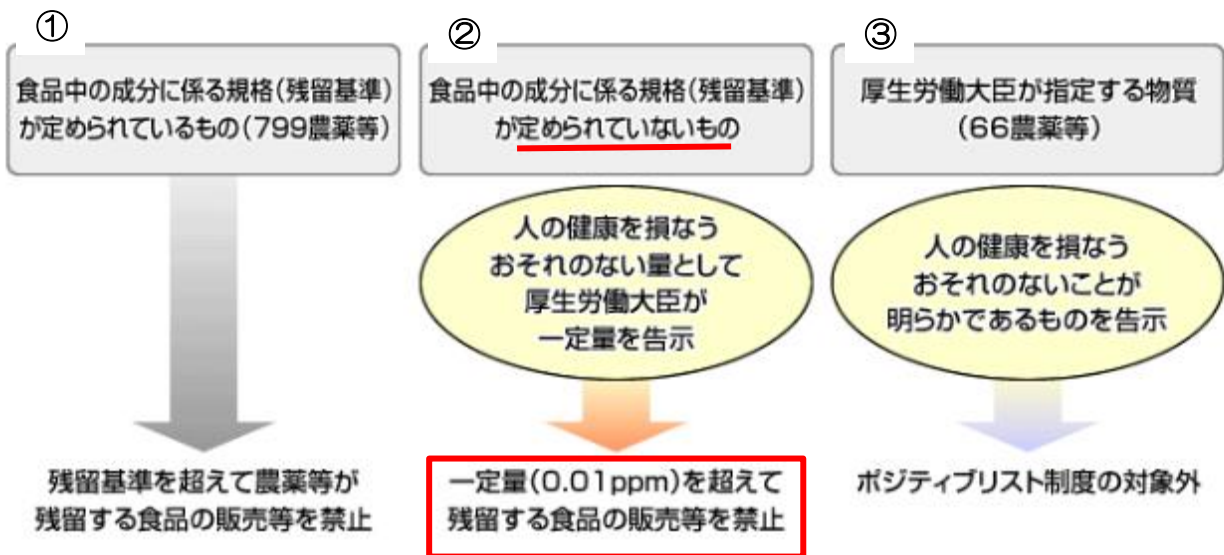 ①
食品中の成分に係る規格(残留基準)
が定められているもの(799農薬等)
残留基準を超えて農薬等が
残留する食品の販売等を禁止
②
食品中の成分に係る規格(残留基準)
が定められていないもの
人の健康を損なう
おそれのない量として
厚生労働大臣が
一定量を告示
一定量(0.01ppm)を超えて
残留する食品の販売等を禁止
③
厚生労働大臣が指定する物質
(66農薬等)
人の健康を損なう
おそれのないことが
明らかであるものを告示
ポジティブリスト制度の対象外